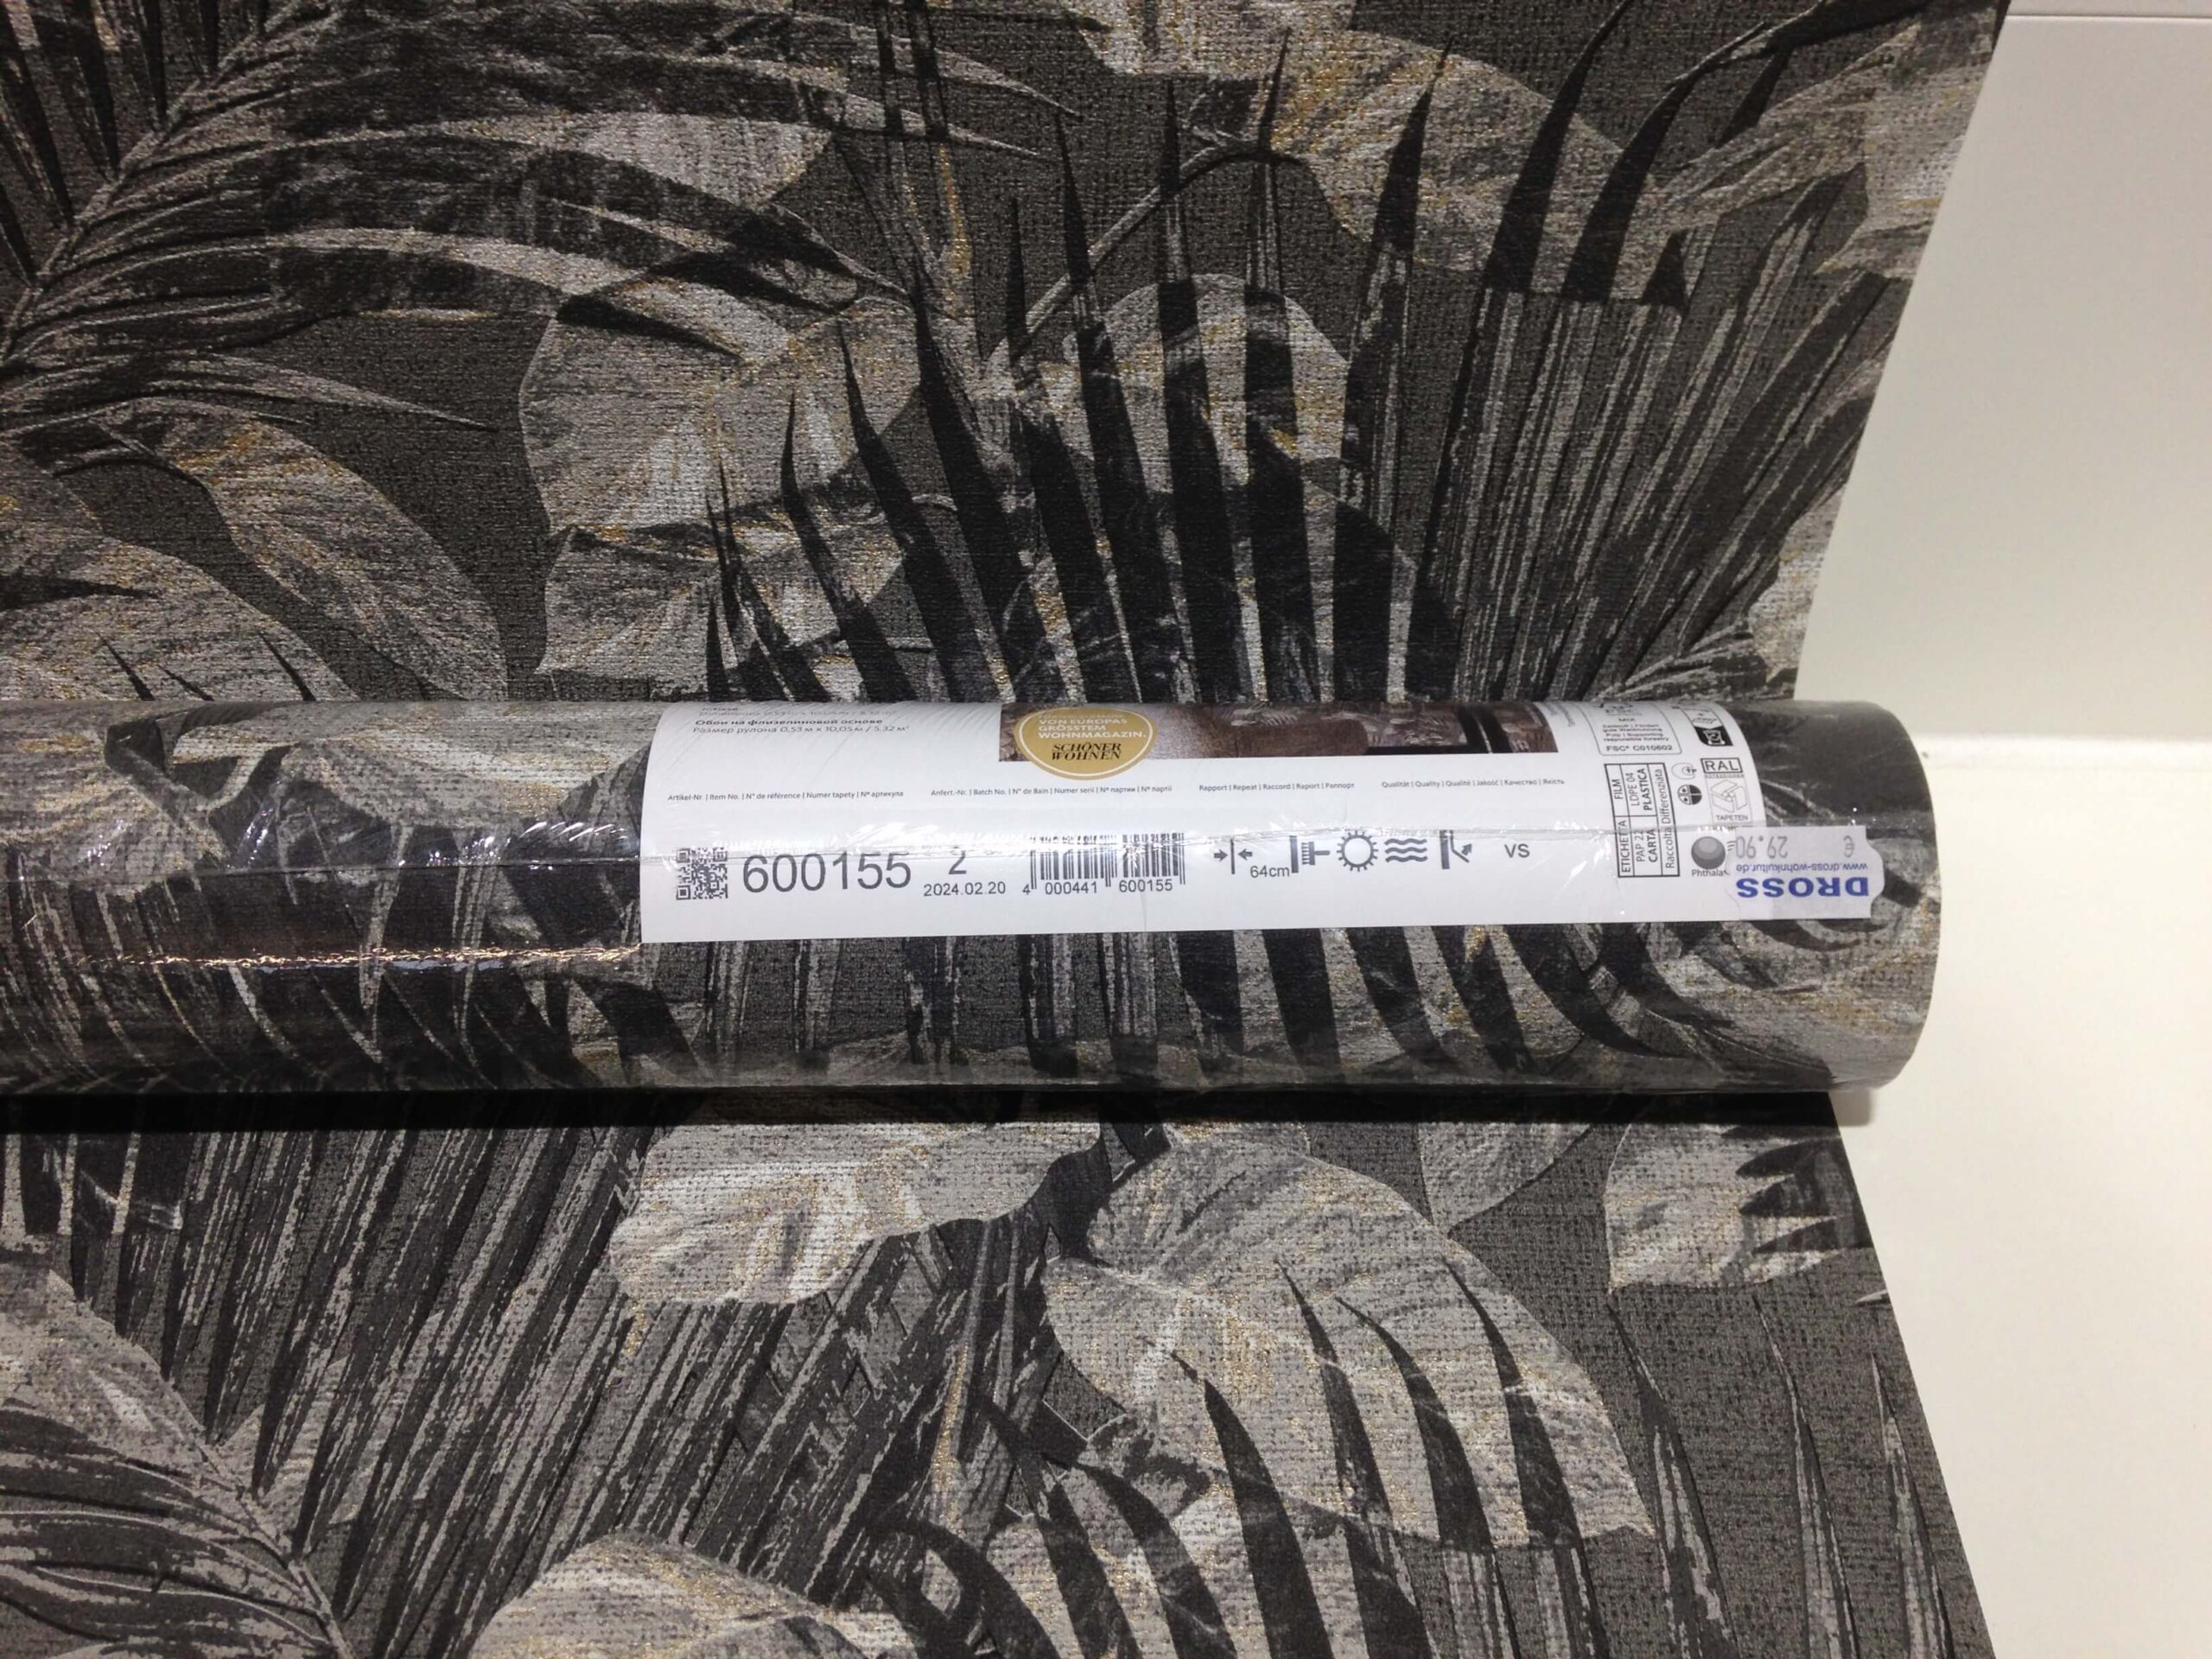 Обои на флизелиновой основе
Размер рулона 0,53 м x 10,05 м / 5.32 м²
VON EUROPAS
GRÖSSTEM
WOHNMAGAZIN.
SCHÖNER
WOHNEN
Artikel-Nr. | Item No. | N° de référence | Numer tapety | № артикула
Anfert.-Nr. | Batch No. | N° de Bain | Numer serii | № партии | № партії
Rapport | Repeat | Raccord | Raport | Раппорт
Qualität | Quality | Qualité | Jakość | Качество | Якість
600155
2
2024.02.20
4 000441 600155
64cm
VS
MIX
FSC® C010602
ETICHETTA FILM
PAP 22 LDPE 04
CARTA PLASTICA
Raccolta Differenziata
RAL
TAPETEN
Phthalat
€ 29.90
www.dross-wohnkultur.de
DROSS